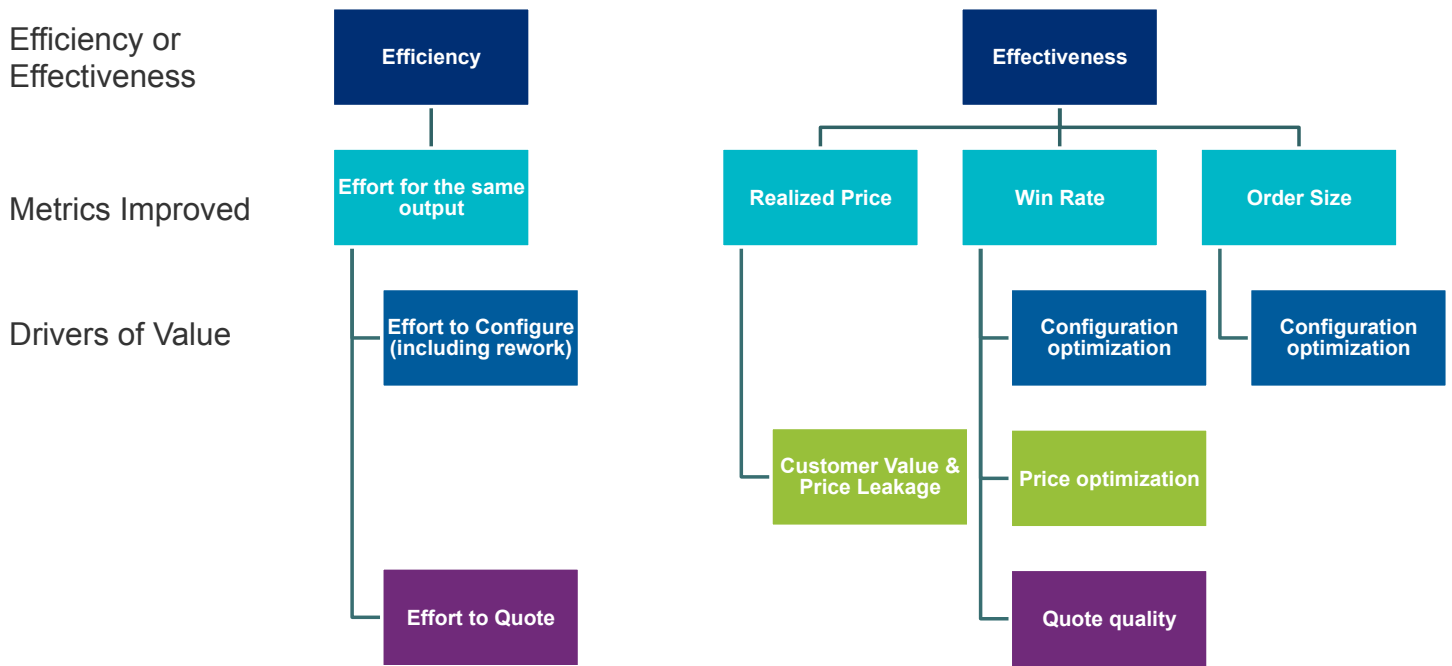 Efficiency or
Effectiveness
Efficiency
Effectiveness
Metrics Improved
Effort for the same
output
Realized Price
Win Rate
Order Size
Drivers of Value
Effort to Configure
(including rework)
Configuration
optimization
Configuration
optimization
Customer Value &
Price Leakage
Price optimization
Effort to Quote
Quote quality